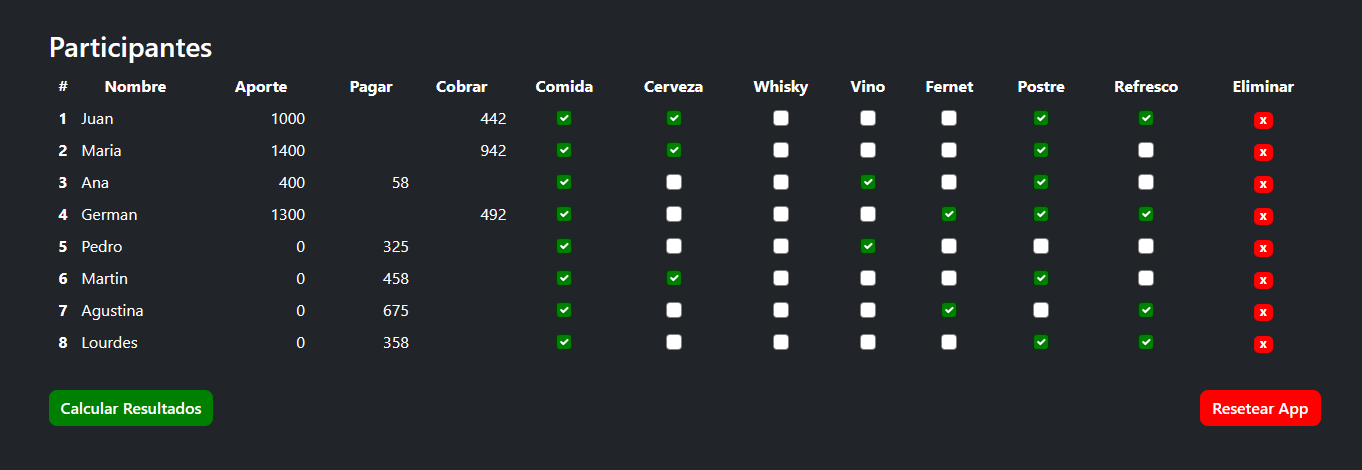 Participantes
# Nombre Aporte Pagar Cobrar Comida Cerveza Whisky Vino Fernet Postre Refresco Eliminar
1 Juan 1000 442 x
2 Maria 1400 942 x
3 Ana 400 58 x
4 German 1300 492 x
5 Pedro 0 325 x
6 Martin 0 458 x
7 Agustina 0 675 x
8 Lourdes 0 358 x
Calcular Resultados Resetear App